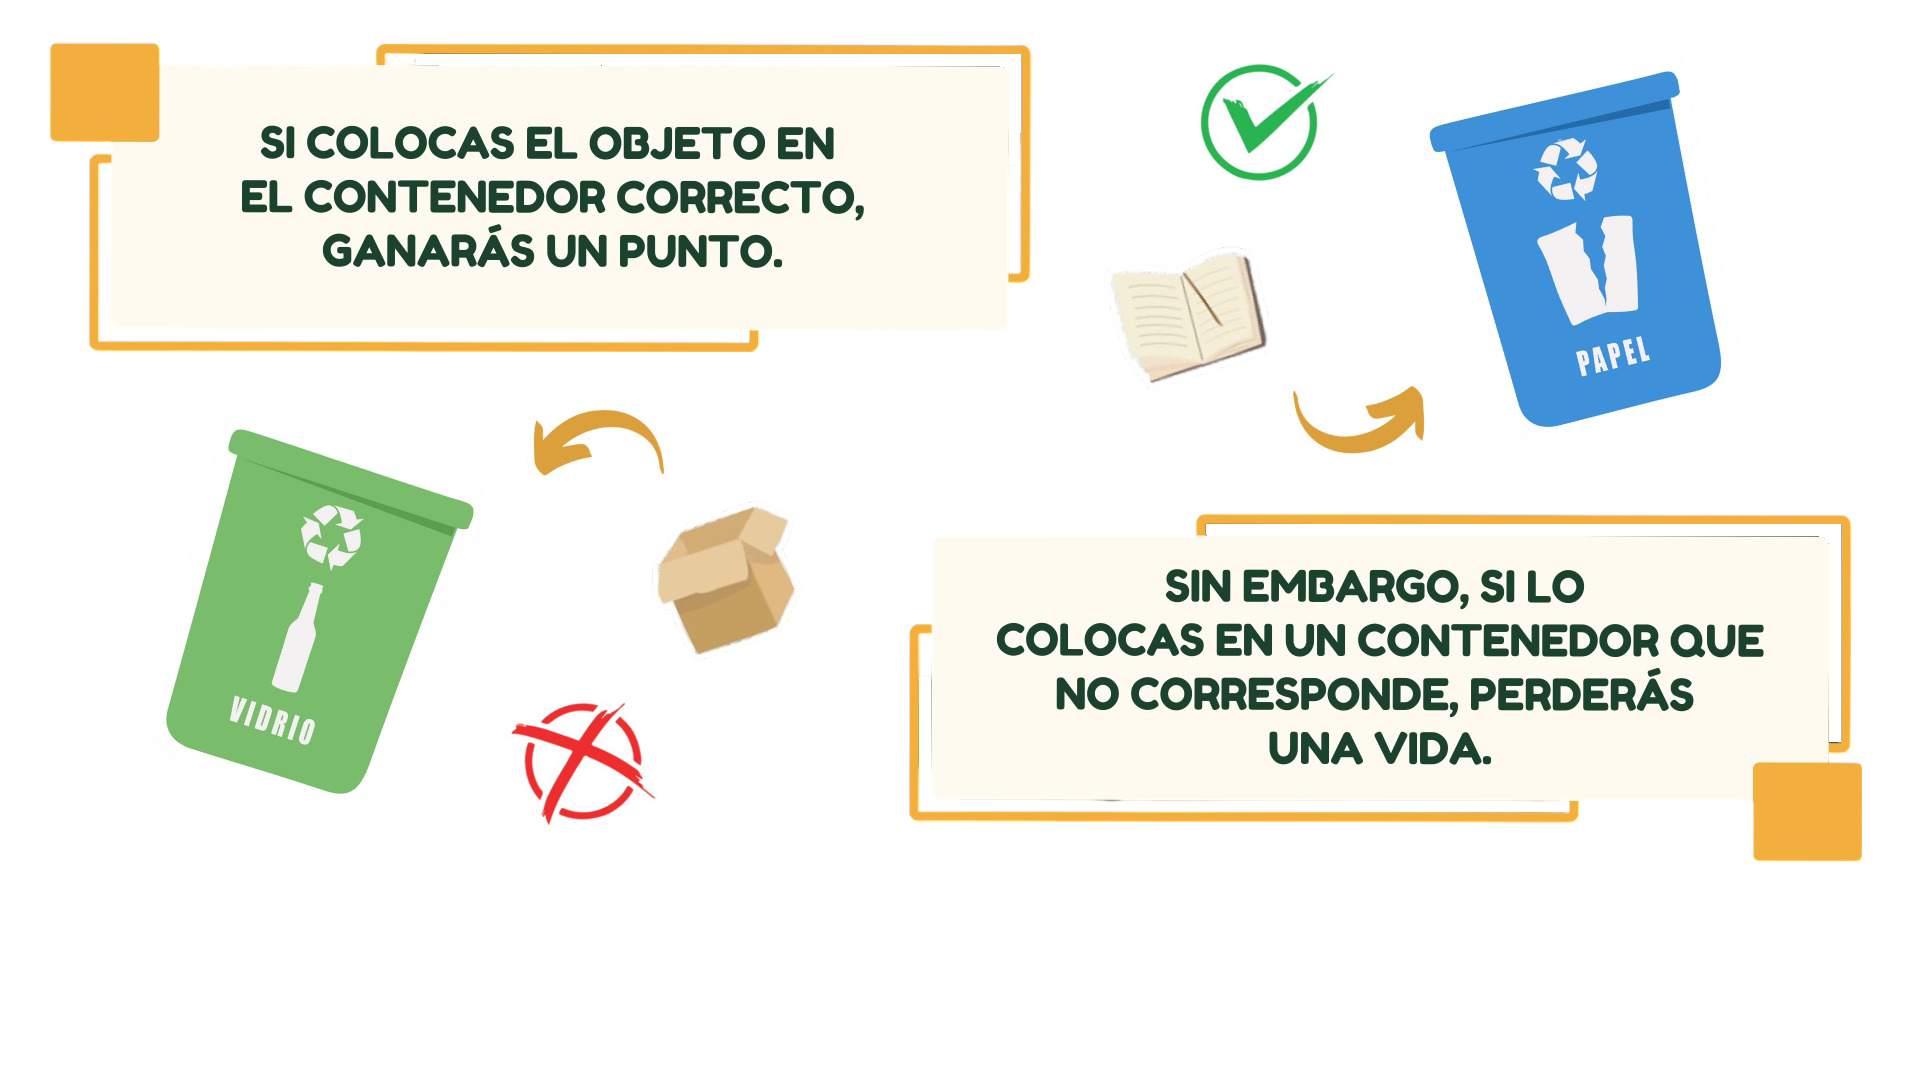 SI COLOCAS EL OBJETO EN
EL CONTENEDOR CORRECTO,
GANARÁS UN PUNTO.
PAPEL
VIDRIO
SIN EMBARGO, SI LO
COLOCAS EN UN CONTENEDOR QUE
NO CORRESPONDE, PERDERÁS
UNA VIDA.